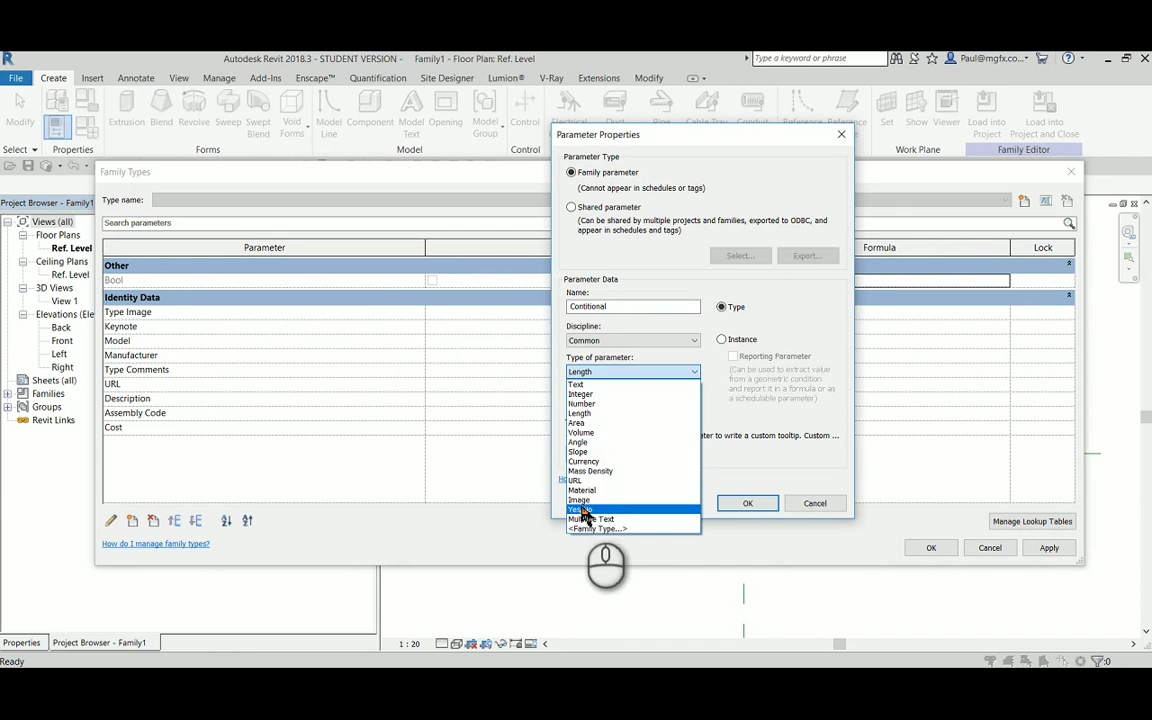 Autodesk Revit 2018.3 - STUDENT VERSION - Family1 - Floor Plan: Ref. Level
Type a keyword or phrase
Paul@mgfx.co...
File Create Insert Annotate View Manage Add-Ins Enscape™ Quantification Site Designer Lumion® V-Ray Extensions Modify
Modify
Extrusion Blend Revolve Sweep Swept Blend Void Forms
Model Line Component Model Text Opening Model Group
Control
Set Show Viewer Load into Project Load into Project and Close
Select Properties Forms Model Control Work Plane Family Editor
Project Browser - Family1
Views (all)
Floor Plans
Ref. Level
Ceiling Plans
Ref. Level
3D Views
View 1
Elevations (Ele
Back
Front
Left
Right
Sheets (all)
Families
Groups
Revit Links
Family Types
Type name:
Search parameters
Parameter Formula Lock
Other
Bool
Identity Data
Type Image
Keynote
Model
Manufacturer
Type Comments
URL
Description
Assembly Code
Cost
How do I manage family types?
Manage Lookup Tables
OK Cancel Apply
Parameter Properties
Parameter Type
Family parameter
(Cannot appear in schedules or tags)
Shared parameter
(Can be shared by multiple projects and families, exported to ODBC, and
appear in schedules and tags)
Select... Export...
Parameter Data
Name:
Contitional
Type
Discipline:
Common
Instance
Type of parameter:
Reporting Parameter
Length
(Can be used to extract value
from a geometric condition
and report it in a formula or as
a schedulable parameter)
Text
Integer
Number
Length
Area
Volume
Angle
Slope
Currency
Mass Density
URL
Material
Image
<Family Type...>
ter to write a custom tooltip. Custom ...
OK Cancel
Properties Project Browser - Family1
1 : 20
Ready
:0